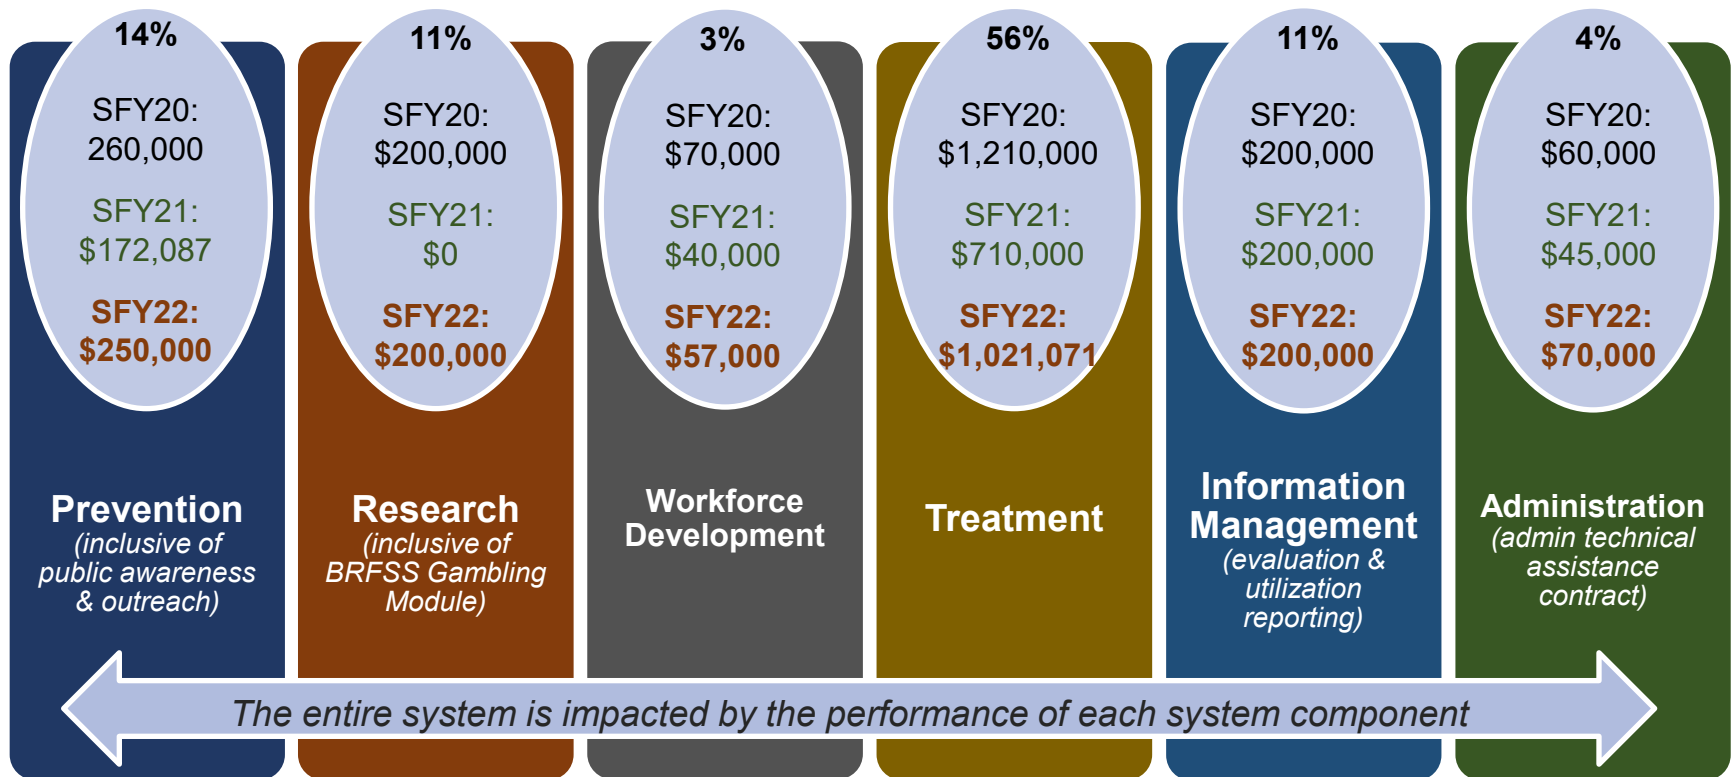 14%
SFY20:
260,000
SFY21:
$172,087
SFY22:
$250,000
Prevention
(inclusive of
public awareness
& outreach)
11%
SFY20:
$200,000
SFY21:
$0
SFY22:
$200,000
Research
(inclusive of
BRFSS Gambling
Module)
3%
SFY20:
$70,000
SFY21:
$40,000
SFY22:
$57,000
Workforce
Development
56%
SFY20:
$1,210,000
SFY21:
$710,000
SFY22:
$1,021,071
Treatment
11%
SFY20:
$200,000
SFY21:
$200,000
SFY22:
$200,000
Information
Management
(evaluation &
utilization
reporting)
4%
SFY20:
$60,000
SFY21:
$45,000
SFY22:
$70,000
Administration
(admin technical
assistance
contract)
The entire system is impacted by the performance of each system component